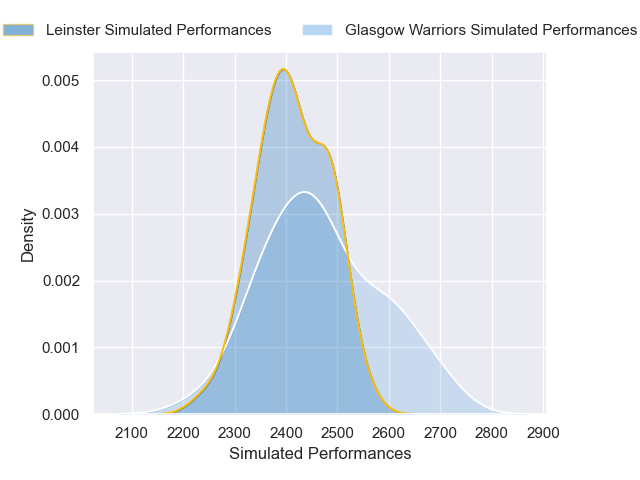 Leinster Simulated Performances
Glasgow Warriors Simulated Performances
0.005
0.004
0.003
0.002
0.001
0.000
Density
2100 2200 2300 2400 2500 2600 2700 2800 2900
Simulated Performances